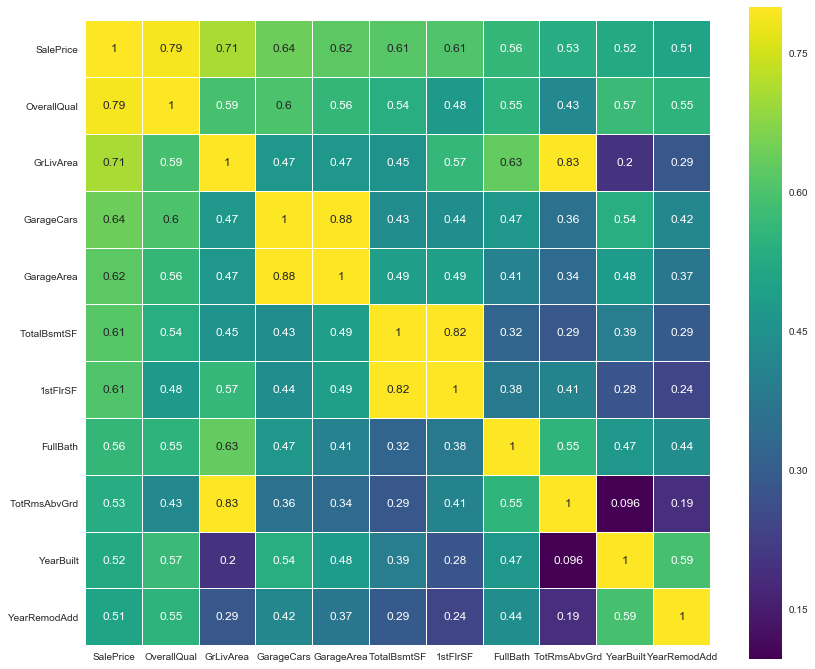 SalePrice 1 0.79 0.71 0.64 0.62 0.61 0.61 0.56 0.53 0.52 0.51
OverallQual 0.79 1 0.59 0.6 0.56 0.54 0.48 0.55 0.43 0.57 0.55
GrLivArea 0.71 0.59 1 0.47 0.47 0.45 0.57 0.63 0.83 0.2 0.29
GarageCars 0.64 0.6 0.47 1 0.88 0.43 0.44 0.47 0.36 0.54 0.42
GarageArea 0.62 0.56 0.47 0.88 1 0.49 0.49 0.41 0.34 0.48 0.37
TotalBsmtSF 0.61 0.54 0.45 0.43 0.49 1 0.82 0.32 0.29 0.39 0.29
1stFlrSF 0.61 0.48 0.57 0.44 0.49 0.82 1 0.38 0.41 0.28 0.24
FullBath 0.56 0.55 0.63 0.47 0.41 0.32 0.38 1 0.55 0.47 0.44
TotRmsAbvGrd 0.53 0.43 0.83 0.36 0.34 0.29 0.41 0.55 1 0.096 0.19
YearBuilt 0.52 0.57 0.2 0.54 0.48 0.39 0.28 0.47 0.096 1 0.59
YearRemodAdd 0.51 0.55 0.29 0.42 0.37 0.29 0.24 0.44 0.19 0.59 1
SalePrice OverallQual GrLivArea GarageCars GarageArea TotalBsmtSF 1stFlrSF FullBath TotRmsAbvGrd YearBuilt YearRemodAdd
0.75
0.60
0.45
0.30
0.15